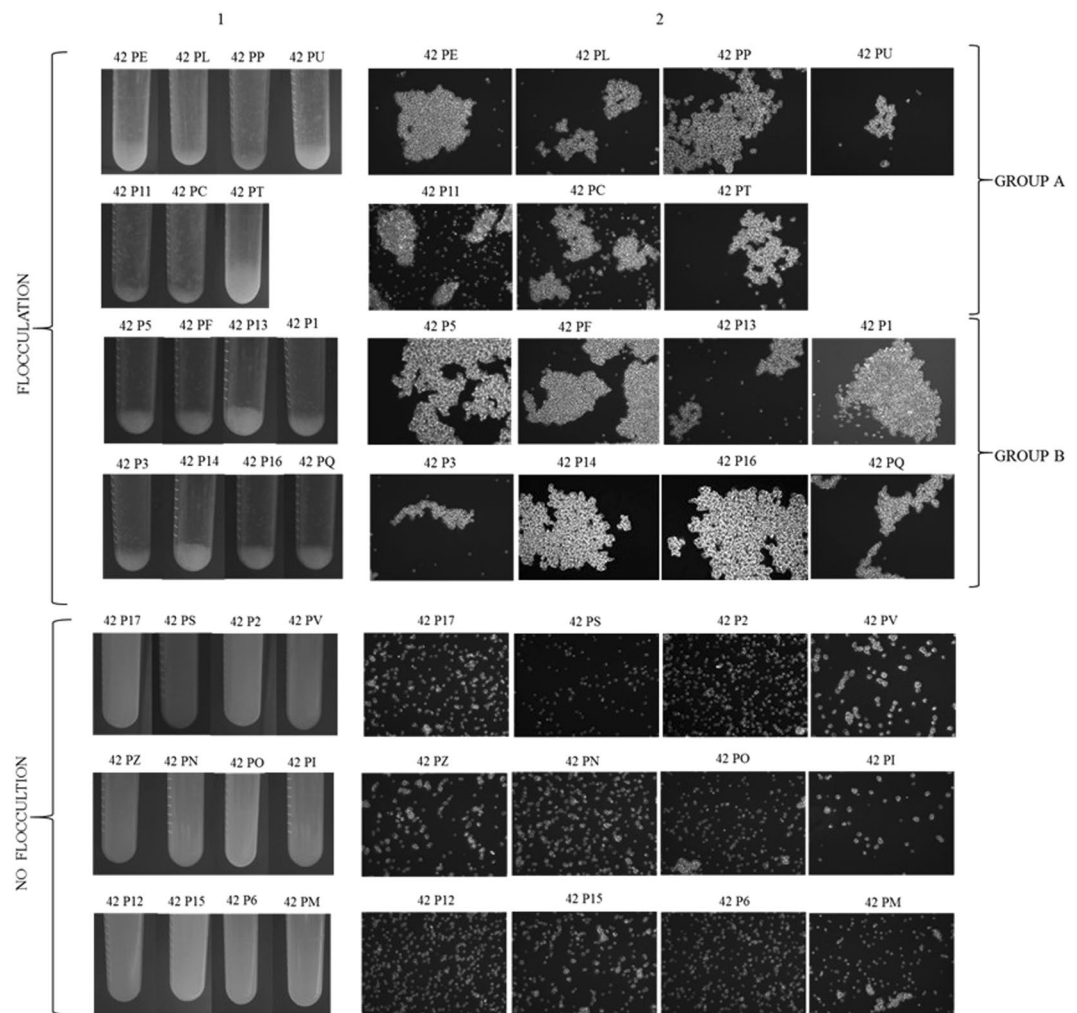 1 2
42 PE 42 PL 42 PP 42 PU 42 PE 42 PL 42 PP 42 PU
GROUP A
42 P11 42 PC 42 PT 42 P11 42 PC 42 PT
FLOCCULATION
42 P5 42 PF 42 P13 42 P1 42 P5 42 PF 42 P13 42 P1
GROUP B
42 P3 42 P14 42 P16 42 PQ 42 P3 42 P14 42 P16 42 PQ
42 P17 42 PS 42 P2 42 PV 42 P17 42 PS 42 P2 42 PV
42 PZ 42 PN 42 PO 42 PI 42 PZ 42 PN 42 PO 42 PI
NO FLOCCULTION
42 P12 42 P15 42 P6 42 PM 42 P12 42 P15 42 P6 42 PM